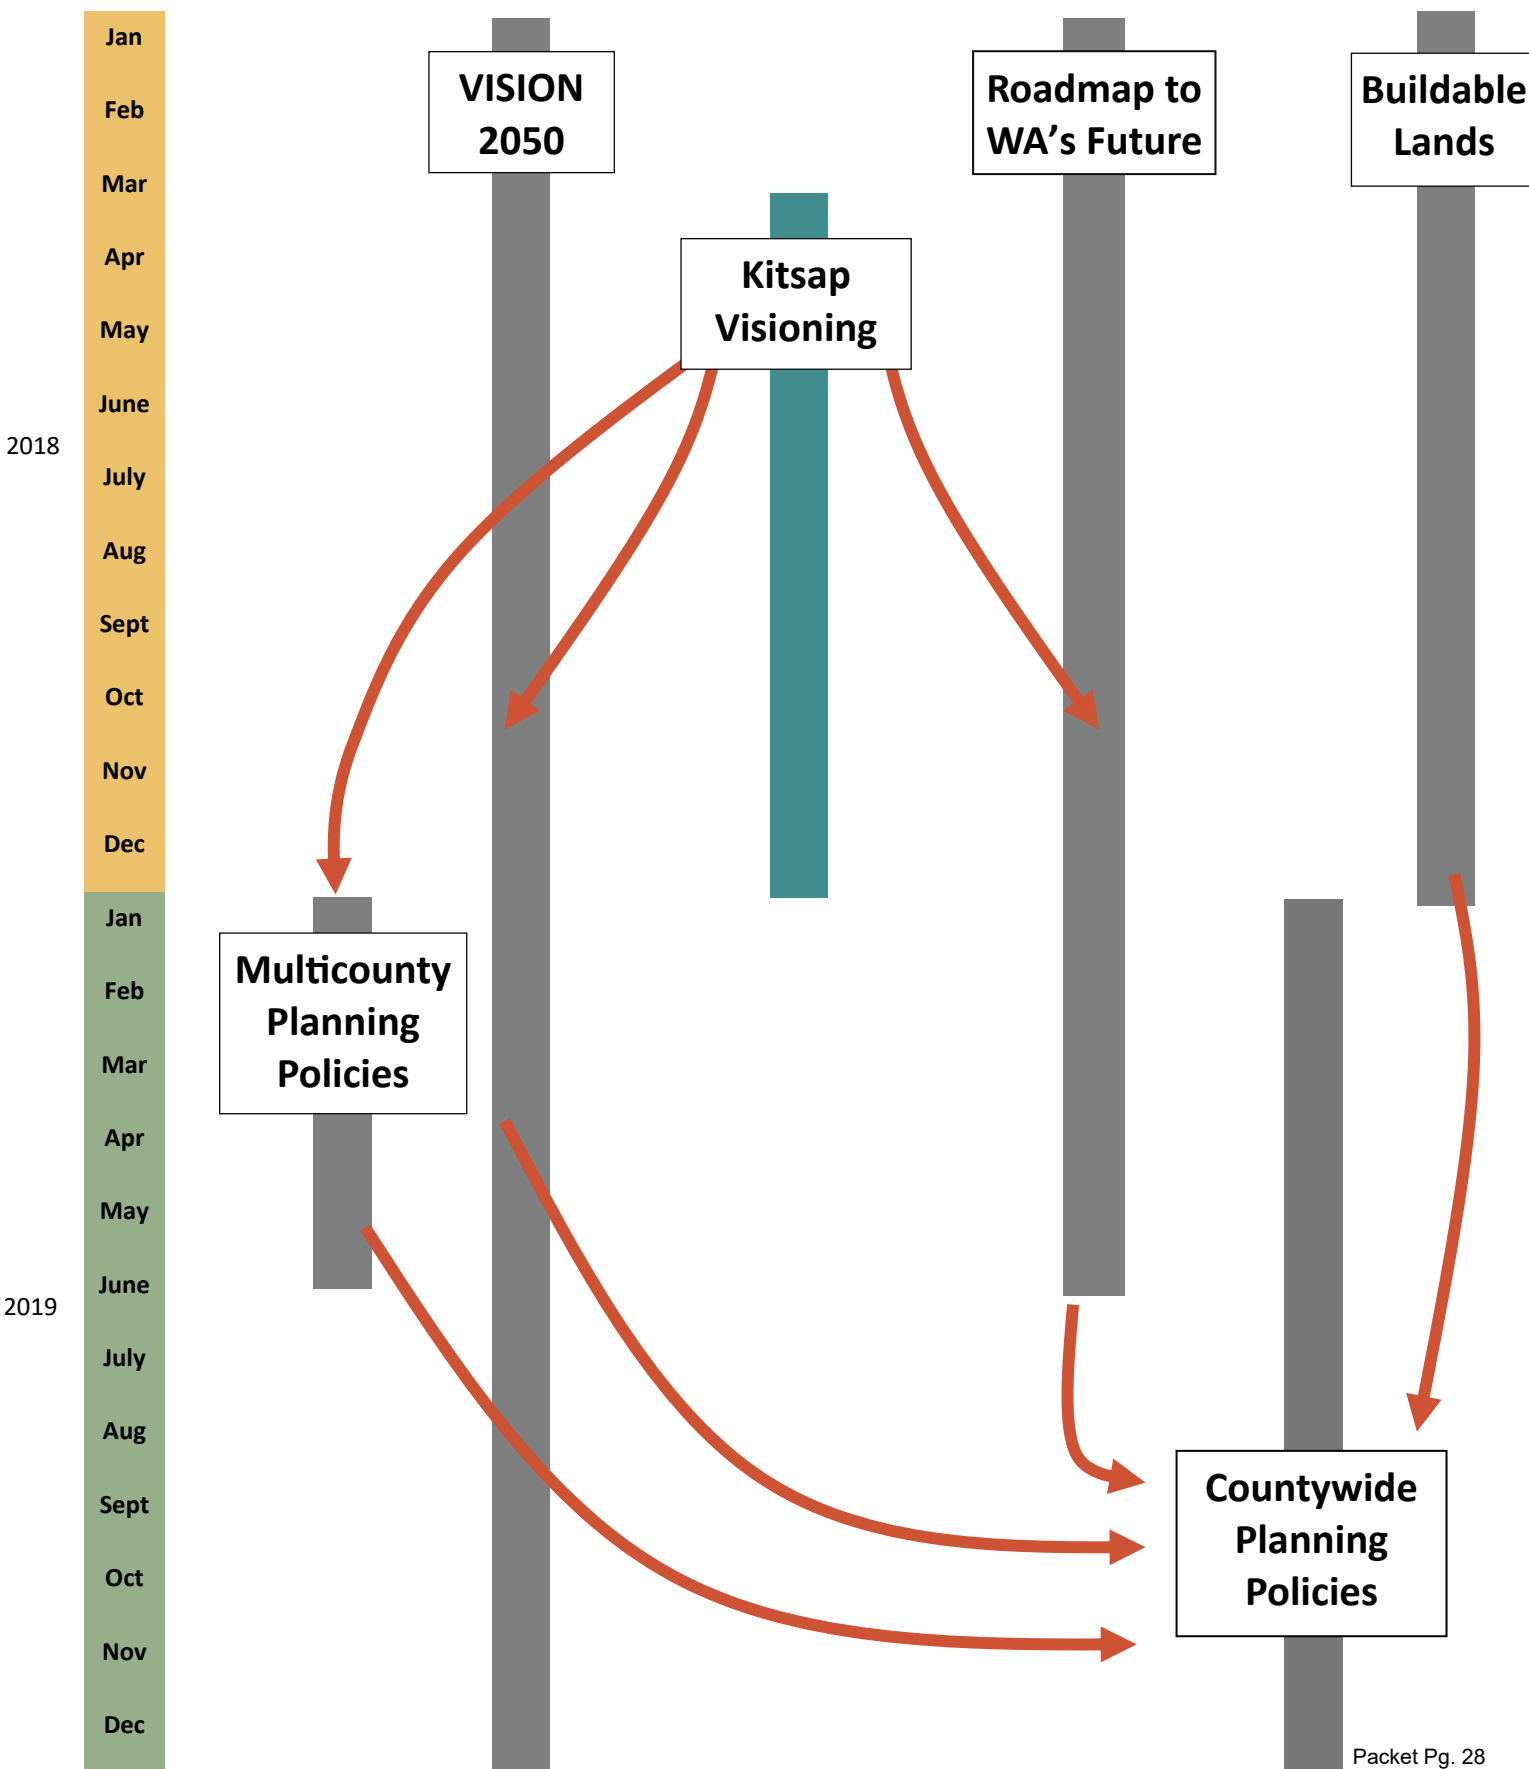 Jan
Feb
Mar
Apr
May
June
July
Aug
Sept
Oct
Nov
Dec
2018
Jan
Feb
Mar
Apr
May
June
July
Aug
Sept
Oct
Nov
Dec
2019
VISION
2050
Roadmap to
WA's Future
Buildable
Lands
Kitsap
Visioning
Multicounty
Planning
Policies
Countywide
Planning
Policies
Packet Pg. 28